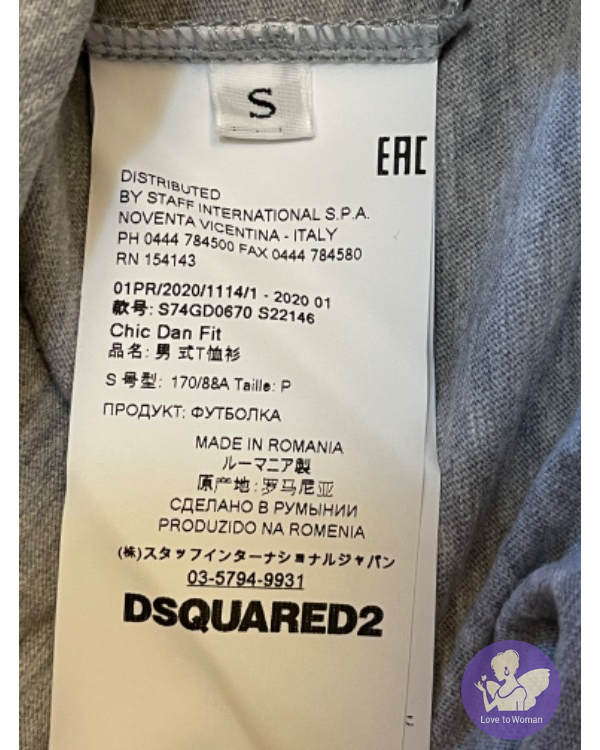 S
EAC
DISTRIBUTED
BY STAFF INTERNATIONAL S.P.A.
NOVENTA VICENTINA - ITALY
PH 0444 784500 FAX 0444 784580
RN 154143
01PR/2020/1114/1 - 2020 01
款号: S74GD0670 S22146
Chic Dan Fit
品名: 男 式T恤衫
S 号型: 170/88A Taille: P
ПРОДУКТ: ФУТБОЛКА
MADE IN ROMANIA
ルーマニア製
原产地:罗马尼亚
СДЕЛАНО В РУМЫНИИ
PRODUZIDO NA ROMENIA
(株)スタッフインターナショナルジャパン
03-5794-9931
DSQUARED2
Love to Woman